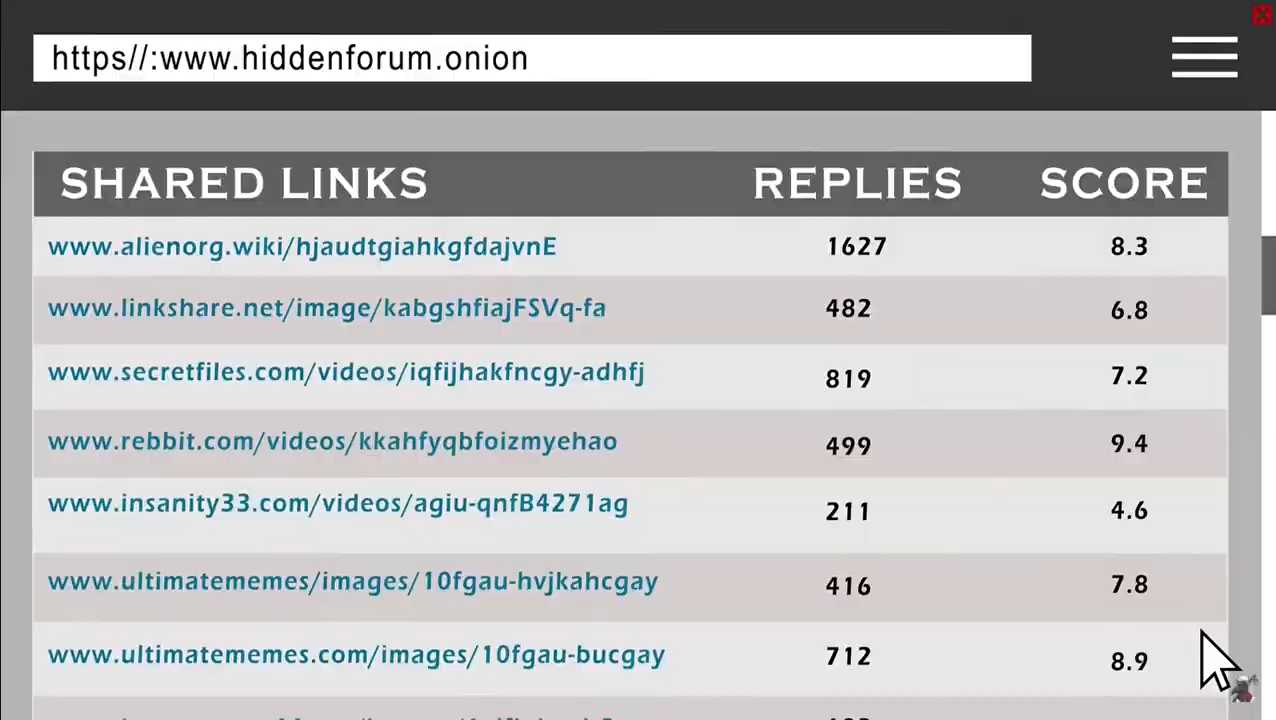 https//:www.hiddenforum.onion
SHARED LINKS REPLIES SCORE
www.alienorg.wiki/hjaudtgiahkgfdajvnE 1627 8.3
www.linkshare.net/image/kabgshfiajFSVq-fa 482 6.8
www.secretfiles.com/videos/iqfijhakfncgy-adhfj 819 7.2
www.rebbit.com/videos/kkahfyqbfoizmyehao 499 9.4
www.insanity33.com/videos/agiu-qnfB4271ag 211 4.6
www.ultimatememes/images/10fgau-hvjkahcgay 416 7.8
www.ultimatememes.com/images/10fgau-bucgay 712 8.9